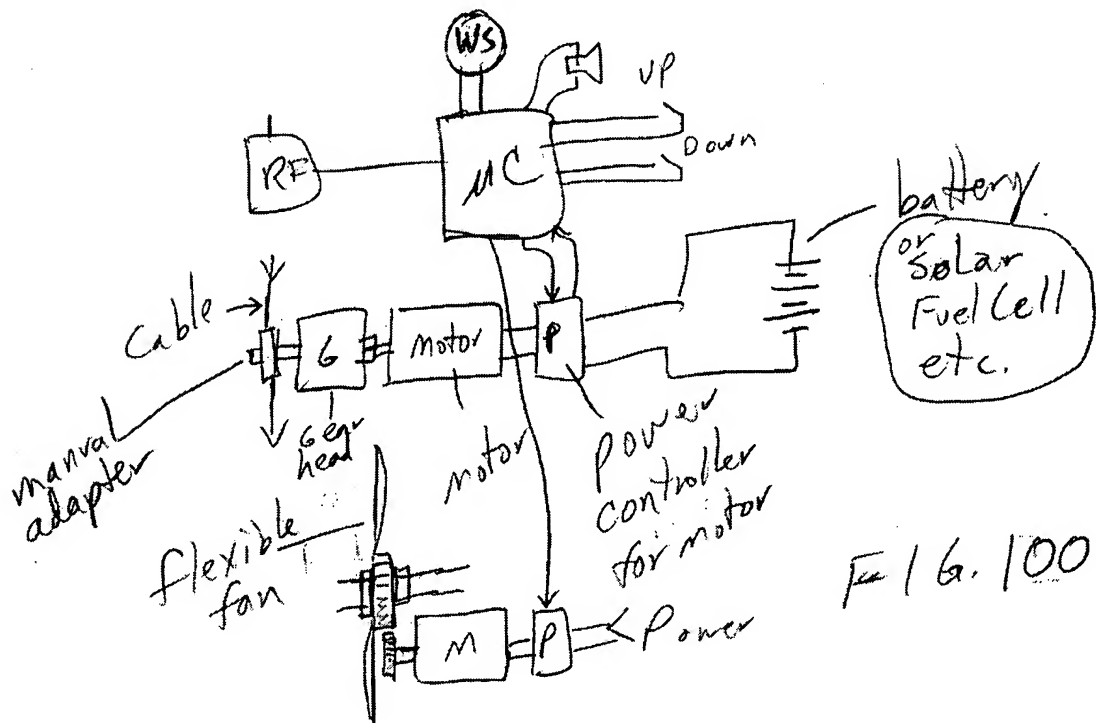 WS
UP
Down
RF
µC
battery
or
Solar
Fuel Cell
etc.
Cable
G
Motor
P
manual
adapter
Gear
head
motor
power
controller
for motor
flexible
fan
M
P
Power
FIG. 100